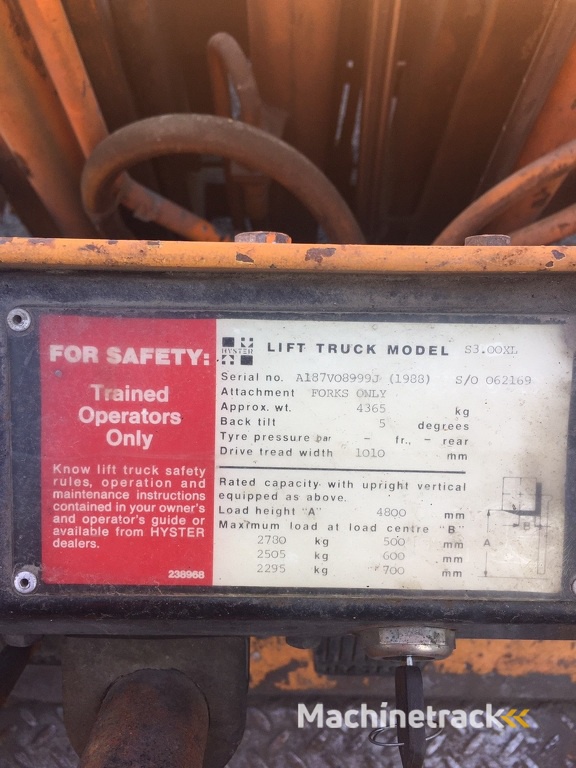 FOR SAFETY:
Trained
Operators
Only
Know lift truck safety
rules, operation and
maintenance instructions
contained in your owner's
and operator's guide or
available from HYSTER
dealers.
238968
HYSTER
LIFT TRUCK MODEL S3.00XL
Serial no. A187V08999J (1988) S/O 062169
Attachment FORKS ONLY
Approx. wt. 4365 kg
Back tilt 5 degrees
Tyre pressure bar - fr., - rear
Drive tread width 1010 mm
Rated capacity with upright vertical
equipped as above.
Load height "A" 4800 mm
Maximum load at load centre "B"
2780 kg 500 mm
2505 kg 600 mm
2295 kg 700 mm
B
A
Machinetrack